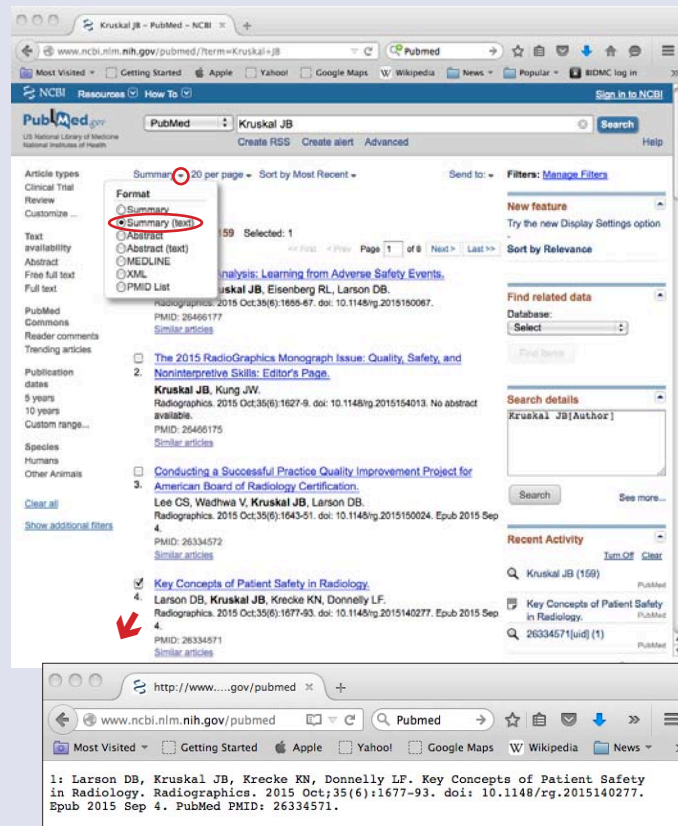 Kruskal JB - PubMed - NCBI
www.ncbi.nlm.nih.gov/pubmed/?term=Kruskal+JB
Pubmed
Most Visited Getting Started Apple Yahoo! Google Maps Wikipedia News Popular BIDMC log in
NCBI Resources How To Sign in to NCBI
PubMed.gov
US National Library of Medicine
National Institutes of Health
PubMed Kruskal JB Search
Create RSS Create alert Advanced Help
Article types
Clinical Trial
Review
Customize ...
Text
availability
Abstract
Free full text
Full text
PubMed
Commons
Reader comments
Trending articles
Publication
dates
5 years
10 years
Custom range...
Species
Humans
Other Animals
Clear all
Show additional filters
Summary 20 per page Sort by Most Recent Send to:
Format
Summary
Summary (text)
Abstract
Abstract (text)
MEDLINE
XML
PMID List
159 Selected: 1
<< First < Prev Page 1 of 8 Next > Last >>
nalysis: Learning from Adverse Safety Events.
uskal JB, Eisenberg RL, Larson DB.
Radiographics. 2015 Oct;35(6):1655-67. doi: 10.1148/rg.2015150067.
PMID: 26466177
Similar articles
The 2015 RadioGraphics Monograph Issue: Quality, Safety, and
2. Noninterpretive Skills: Editor's Page.
Kruskal JB, Kung JW.
Radiographics. 2015 Oct;35(6):1627-9. doi: 10.1148/rg.2015154013. No abstract
available.
PMID: 26466175
Similar articles
Conducting a Successful Practice Quality Improvement Project for
3. American Board of Radiology Certification.
Lee CS, Wadhwa V, Kruskal JB, Larson DB.
Radiographics. 2015 Oct;35(6):1643-51. doi: 10.1148/rg.2015150024. Epub 2015 Sep
4.
PMID: 26334572
Similar articles
Key Concepts of Patient Safety in Radiology.
4. Larson DB, Kruskal JB, Krecke KN, Donnelly LF.
Radiographics. 2015 Oct;35(6):1677-93. doi: 10.1148/rg.2015140277. Epub 2015 Sep
4.
PMID: 26334571
Similar articles
Filters: Manage Filters
New feature
Try the new Display Settings option
-
Sort by Relevance
Find related data
Database:
Select
Find items
Search details
Kruskal JB[Author]
Search See more...
Recent Activity
Turn Off Clear
Kruskal JB (159)
PubMed
Key Concepts of Patient Safety
in Radiology. PubMed
26334571[uid] (1)
PubMed
http://www.....gov/pubmed
www.ncbi.nlm.nih.gov/pubmed Pubmed
Most Visited Getting Started Apple Yahoo! Google Maps Wikipedia News
1: Larson DB, Kruskal JB, Krecke KN, Donnelly LF. Key Concepts of Patient Safety
in Radiology. Radiographics. 2015 Oct;35(6):1677-93. doi: 10.1148/rg.2015140277.
Epub 2015 Sep 4. PubMed PMID: 26334571.